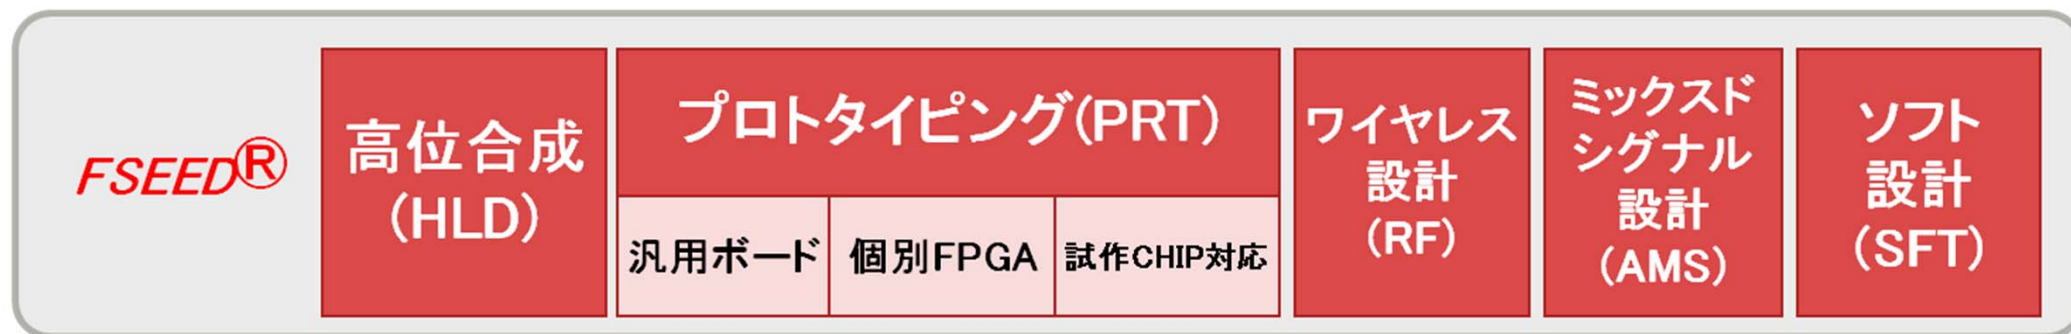 FSEED®
高位合成
(HLD)
プロトタイピング(PRT)
汎用ボード
個別FPGA
試作CHIP対応
ワイヤレス
設計
(RF)
ミックスド
シグナル
設計
(AMS)
ソフト
設計
(SFT)